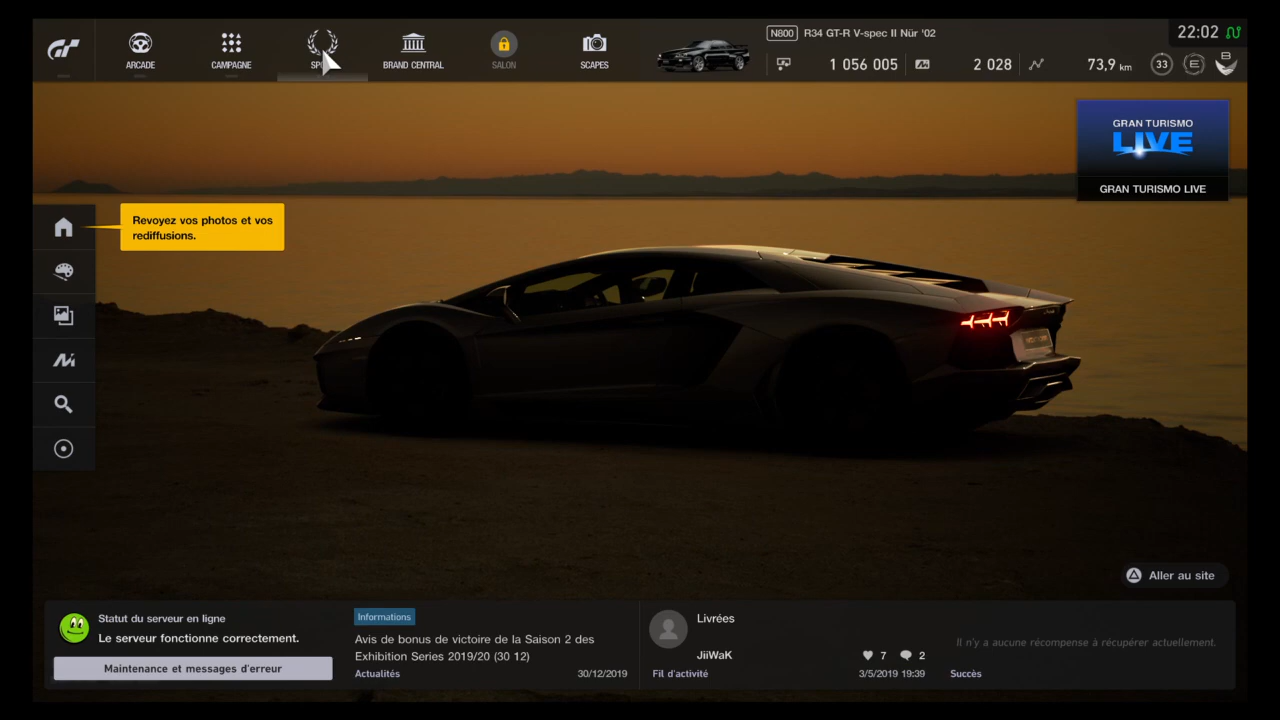 GT
ARCADE
CAMPAGNE
BRAND CENTRAL
SALON
SCAPES
N800 R34 GT-R V-spec II Nür '02
1 056 005
2 028
73,9 km
33
E
B
22:02
GRAN TURISMO
LIVE
GRAN TURISMO LIVE
Revoyez vos photos et vos
rediffusions.
Aller au site
Statut du serveur en ligne
Le serveur fonctionne correctement.
Maintenance et messages d'erreur
Informations
Avis de bonus de victoire de la Saison 2 des
Exhibition Series 2019/20 (30 12)
Actualités 30/12/2019
Livrées
JiiWaK
7 2
Fil d'activité 3/5/2019 19:39
Il n'y a aucune récompense à récupérer actuellement.
Succès